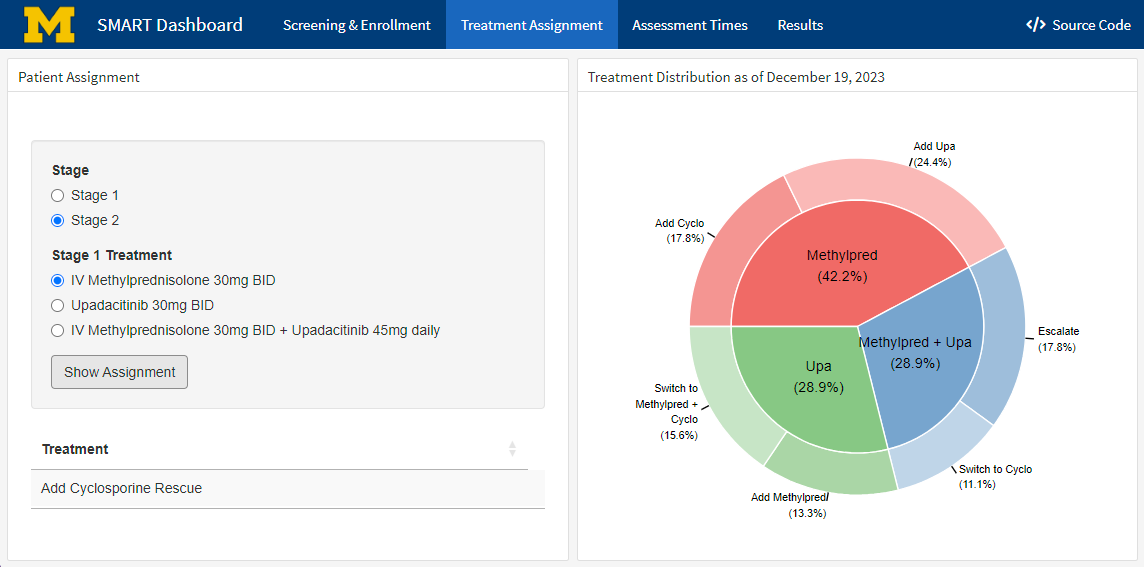 M SMART Dashboard Screening & Enrollment Treatment Assignment Assessment Times Results </> Source Code
Patient Assignment
Stage
Stage 1
Stage 2
Stage 1 Treatment
IV Methylprednisolone 30mg BID
Upadacitinib 30mg BID
IV Methylprednisolone 30mg BID + Upadacitinib 45mg daily
Show Assignment
Treatment
Add Cyclosporine Rescue
Treatment Distribution as of December 19, 2023
Add Upa
(24.4%)
Add Cyclo
(17.8%)
Methylpred
(42.2%)
Escalate
(17.8%)
Methylpred + Upa
(28.9%)
Upa
(28.9%)
Switch to
Methylpred +
Cyclo
(15.6%)
Switch to Cyclo
(11.1%)
Add Methylpred
(13.3%)